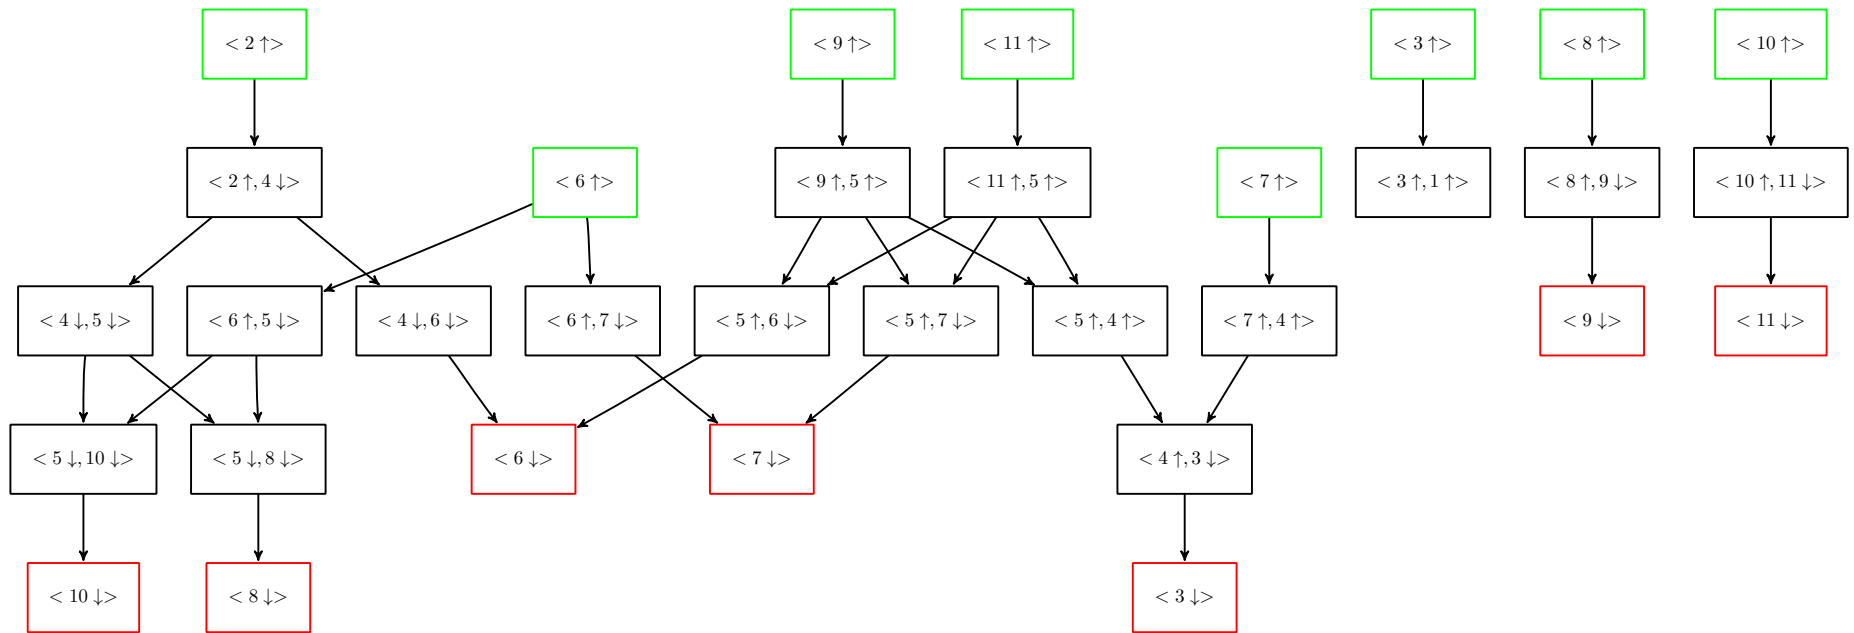 < 2 ↑>
< 9 ↑>
< 11 ↑>
< 3 ↑>
< 8 ↑>
< 10 ↑>
< 2 ↑, 4 ↓>
< 6 ↑>
< 9 ↑, 5 ↑>
< 11 ↑, 5 ↑>
< 7 ↑>
< 3 ↑, 1 ↑>
< 8 ↑, 9 ↓>
< 10 ↑, 11 ↓>
< 4 ↓, 5 ↓>
< 6 ↑, 5 ↓>
< 4 ↓, 6 ↓>
< 6 ↑, 7 ↓>
< 5 ↑, 6 ↓>
< 5 ↑, 7 ↓>
< 5 ↑, 4 ↑>
< 7 ↑, 4 ↑>
< 9 ↓>
< 11 ↓>
< 5 ↓, 10 ↓>
< 5 ↓, 8 ↓>
< 6 ↓>
< 7 ↓>
< 4 ↑, 3 ↓>
< 10 ↓>
< 8 ↓>
< 3 ↓>